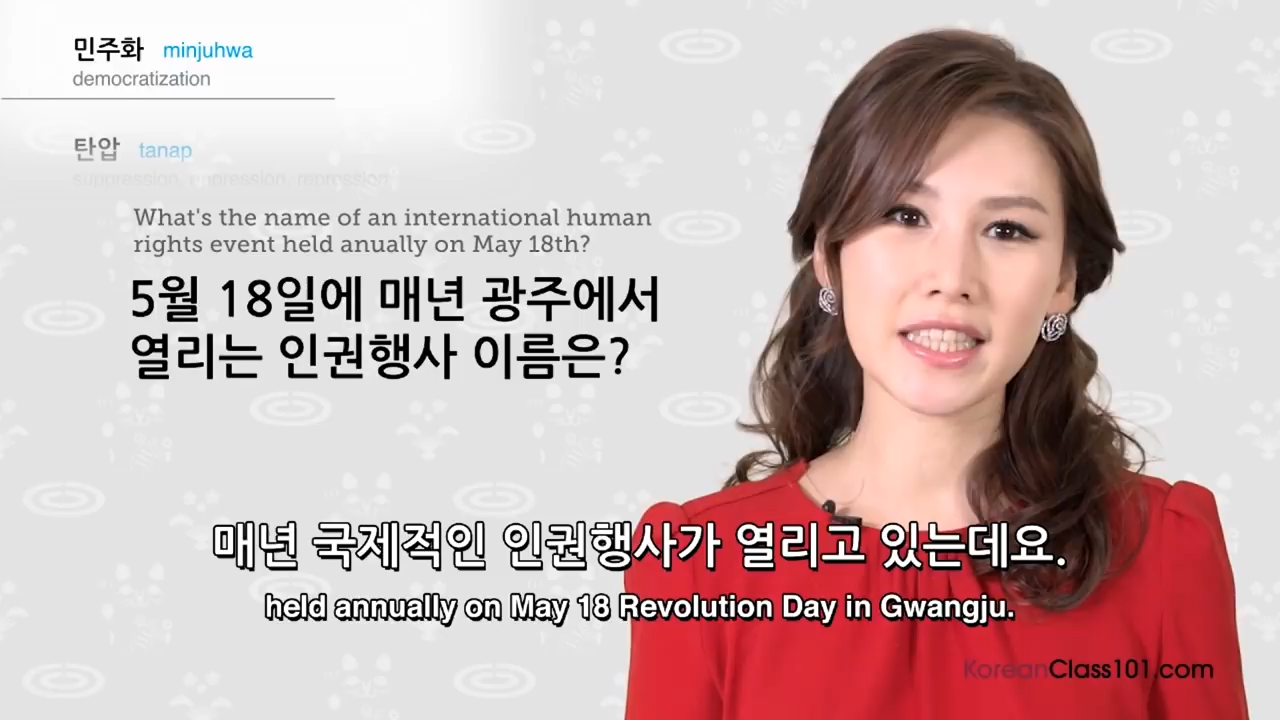 민주화 minjuhwa
democratization
탄압 tanap
suppression, oppression, repression
What's the name of an international human
rights event held anually on May 18th?
5월 18일에 매년 광주에서
열리는 인권행사 이름은?
매년 국제적인 인권행사가 열리고 있는데요.
held annually on May 18 Revolution Day in Gwangju.
KoreanClass101.com